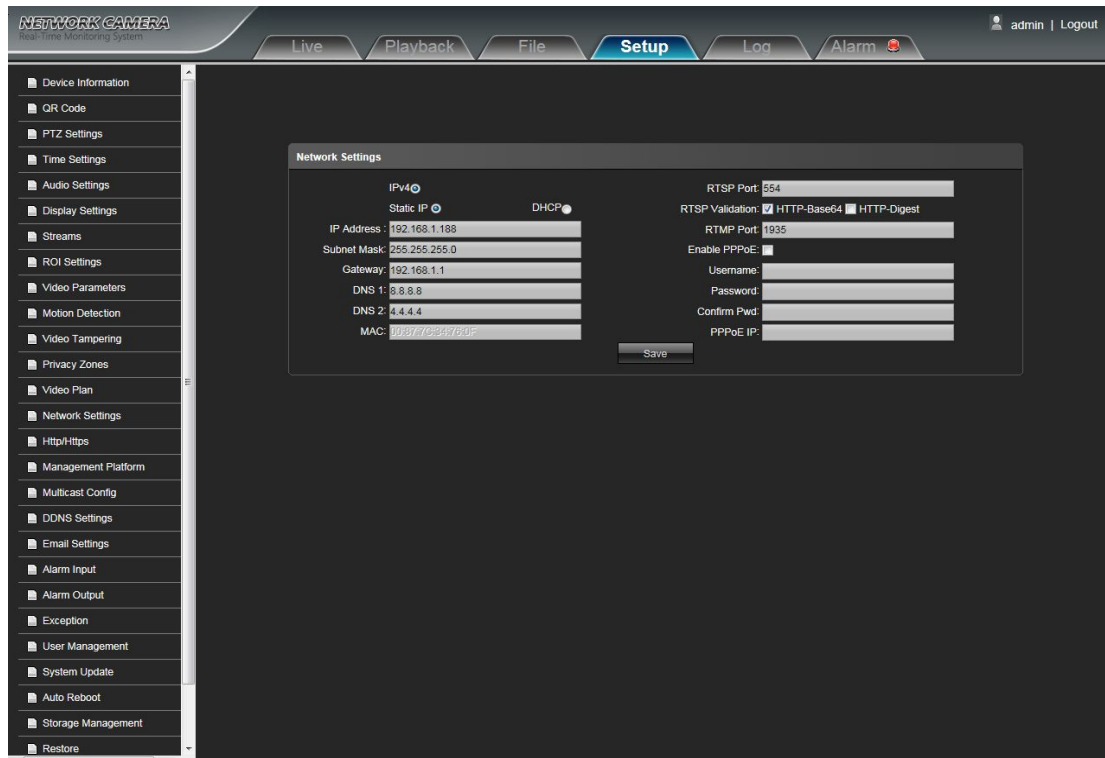 NETWORK CAMERA
Real-Time Monitoring System
admin | Logout
Live Playback File Setup Log Alarm
Device Information
QR Code
PTZ Settings
Time Settings
Audio Settings
Display Settings
Streams
ROI Settings
Video Parameters
Motion Detection
Video Tampering
Privacy Zones
Video Plan
Network Settings
Http/Https
Management Platform
Multicast Config
DDNS Settings
Email Settings
Alarm Input
Alarm Output
Exception
User Management
System Update
Auto Reboot
Storage Management
Restore
Network Settings
IPv4
Static IP DHCP
IP Address : 192.168.1.188
Subnet Mask: 255.255.255.0
Gateway: 192.168.1.1
DNS 1: 8.8.8.8
DNS 2: 4.4.4.4
MAC:
RTSP Port: 554
RTSP Validation: HTTP-Base64 HTTP-Digest
RTMP Port: 1935
Enable PPPoE:
Username:
Password:
Confirm Pwd:
PPPoE IP:
Save